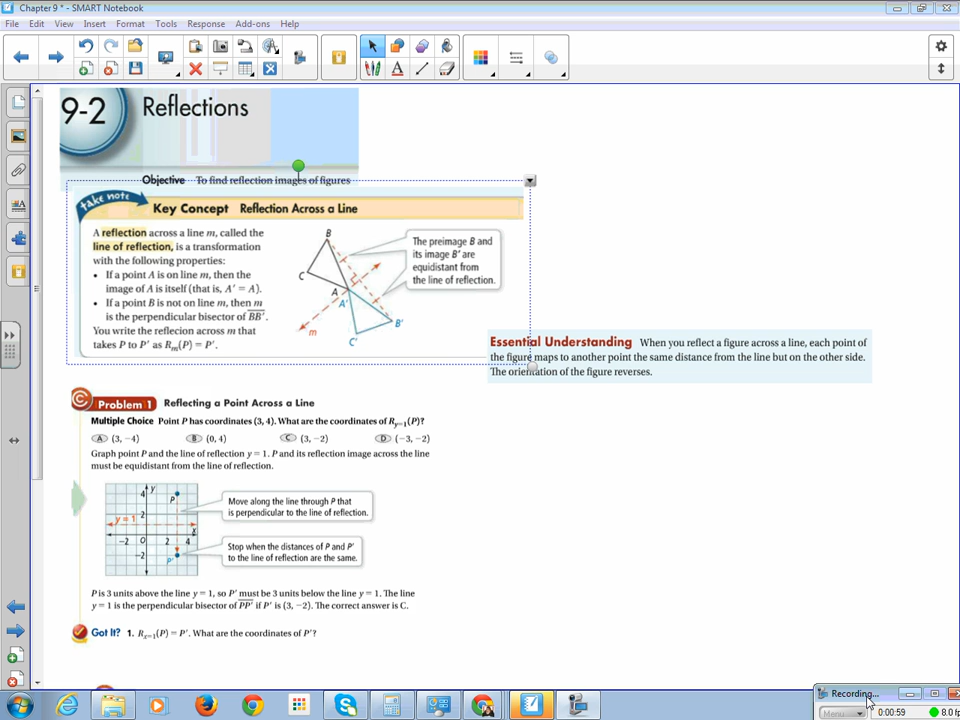 Chapter 9 * - SMART Notebook
File Edit View Insert Format Tools Response Add-ons Help
9-2 Reflections
Objective To find reflection images of figures
take note
Key Concept Reflection Across a Line
A reflection across a line m, called the
line of reflection, is a transformation
with the following properties:
• If a point A is on line m, then the
image of A is itself (that is, A′ = A).
• If a point B is not on line m, then m
is the perpendicular bisector of BB′.
You write the reflecion across m that
takes P to P′ as Rm(P) = P′.
B
C
A
A′
m
B′
C′
The preimage B and
its image B′ are
equidistant from
the line of reflection.
Essential Understanding When you reflect a figure across a line, each point of
the figure maps to another point the same distance from the line but on the other side.
The orientation of the figure reverses.
C Problem 1 Reflecting a Point Across a Line
Multiple Choice Point P has coordinates (3, 4). What are the coordinates of Ry=1(P)?
A (3, −4) B (0, 4) C (3, −2) D (−3, −2)
Graph point P and the line of reflection y = 1. P and its reflection image across the line
must be equidistant from the line of reflection.
4 y
P
2
y = 1
x
−2 O 2 4
−2
P′
Move along the line through P that
is perpendicular to the line of reflection.
Stop when the distances of P and P′
to the line of reflection are the same.
P is 3 units above the line y = 1, so P′ must be 3 units below the line y = 1. The line
y = 1 is the perpendicular bisector of PP′ if P′ is (3, −2). The correct answer is C.
Got It? 1. Rx=1(P) = P′. What are the coordinates of P′?
Recording...
Menu 0:00:59 8.0 fp